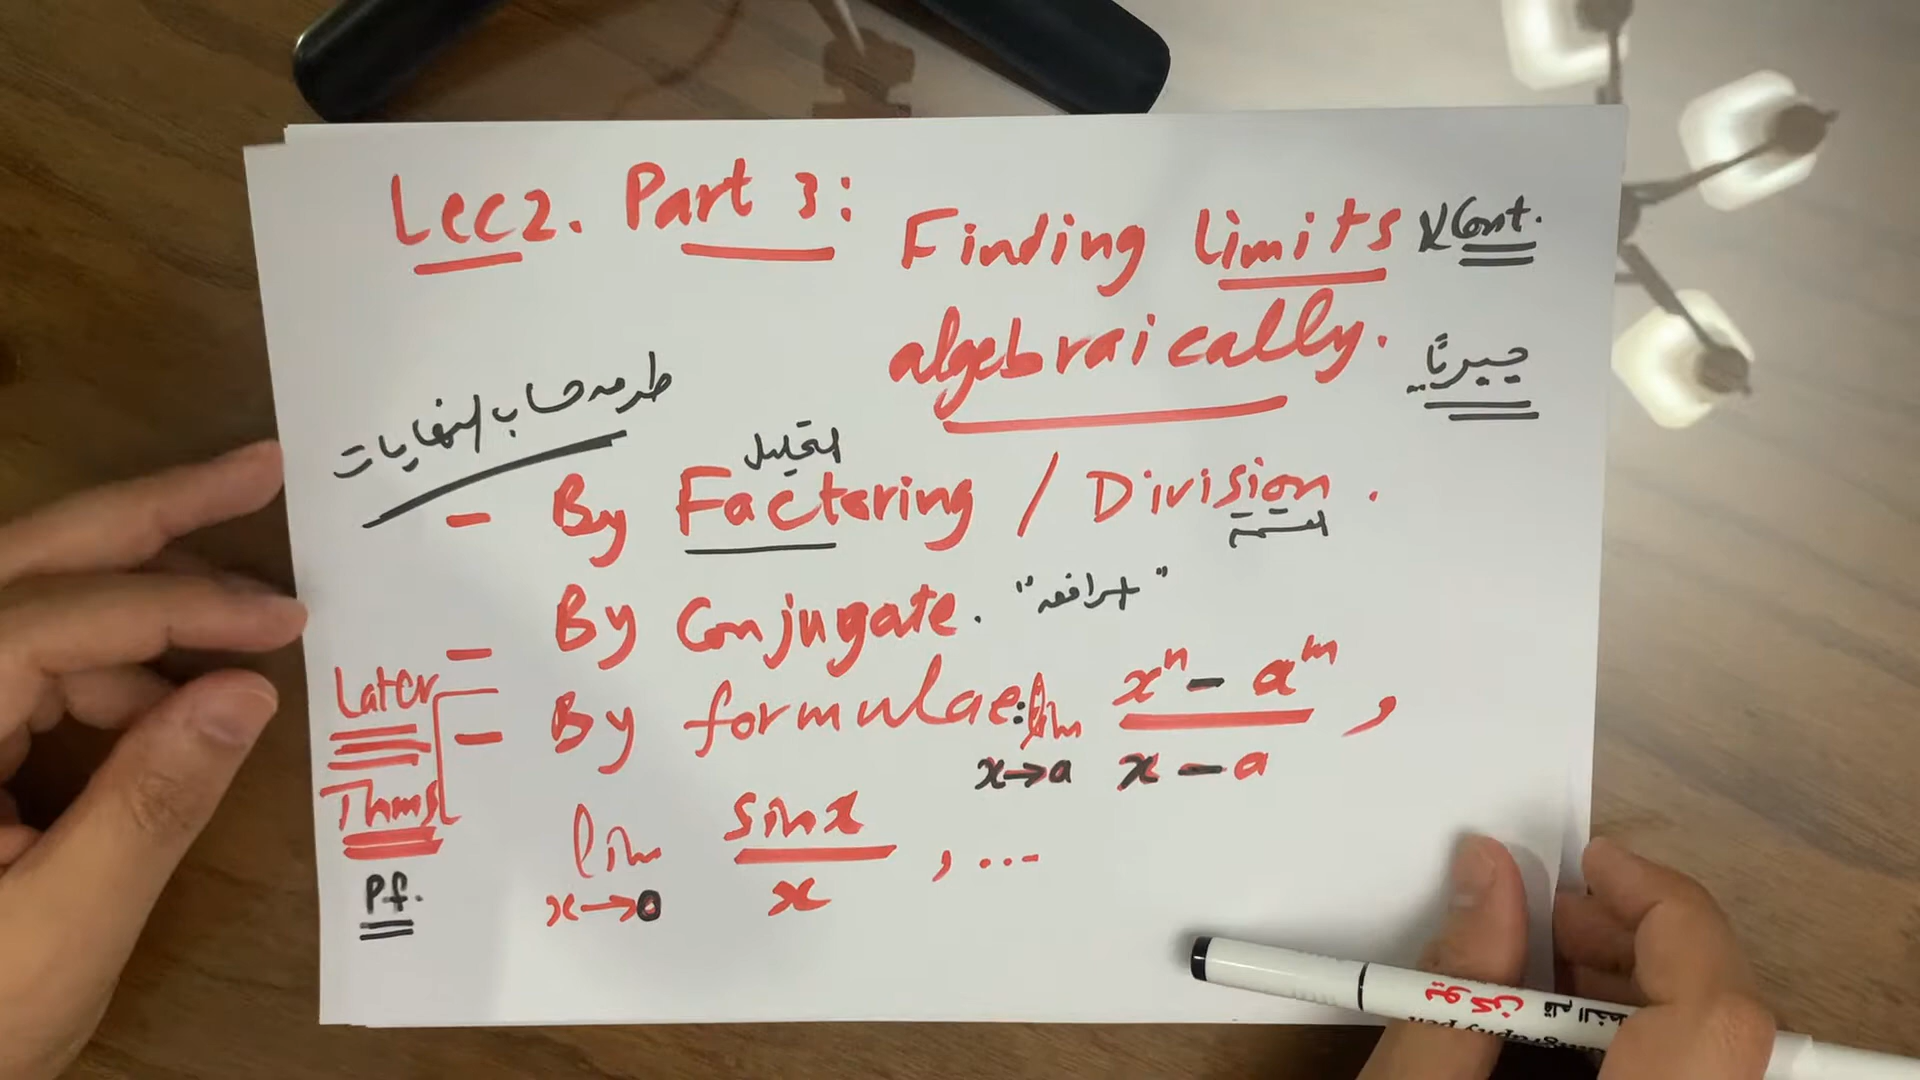 Lec2. Part 3: Finding limits & Cont.
algebraically. جبريًا
طرق حساب النهايات
التحليل
- By Factoring / Division.
القسمة
- By Conjugate. "المرافق"
Later
- By formulae: lim x→a x^n - a^m / x - a ,
Thms
lim x→0 sinx / x , ...
Pf.